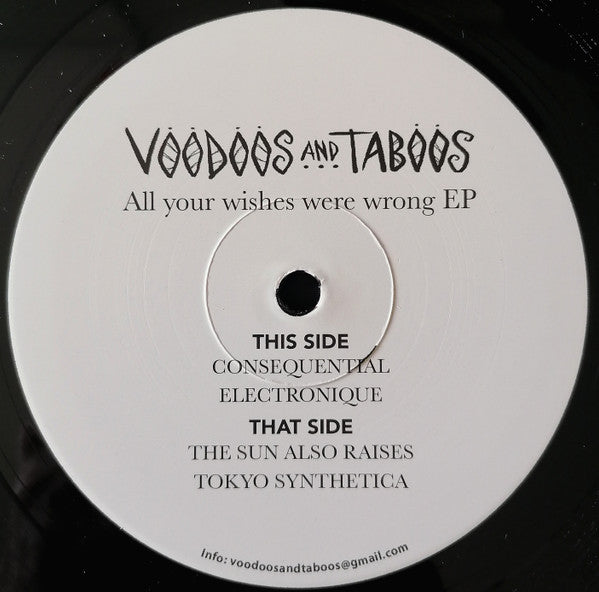 VOODOOS AND TABOOS
All your wishes were wrong EP
THIS SIDE
CONSEQUENTIAL
ELECTRONIQUE
THAT SIDE
THE SUN ALSO RAISES
TOKYO SYNTHETICA
Info: voodoosandtaboos@gmail.com